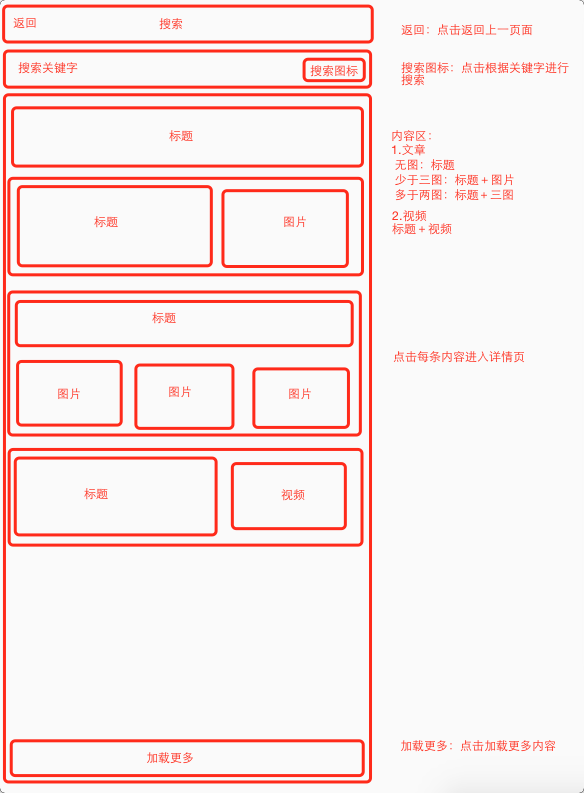 返回
搜索
返回：点击返回上一页面
搜索关键字
搜索图标
搜索图标：点击根据关键字进行
搜索
标题
内容区：
1.文章
无图：标题
少于三图：标题＋图片
多于两图：标题＋三图
2.视频
标题＋视频
标题
图片
标题
图片
图片
图片
点击每条内容进入详情页
标题
视频
加载更多
加载更多：点击加载更多内容